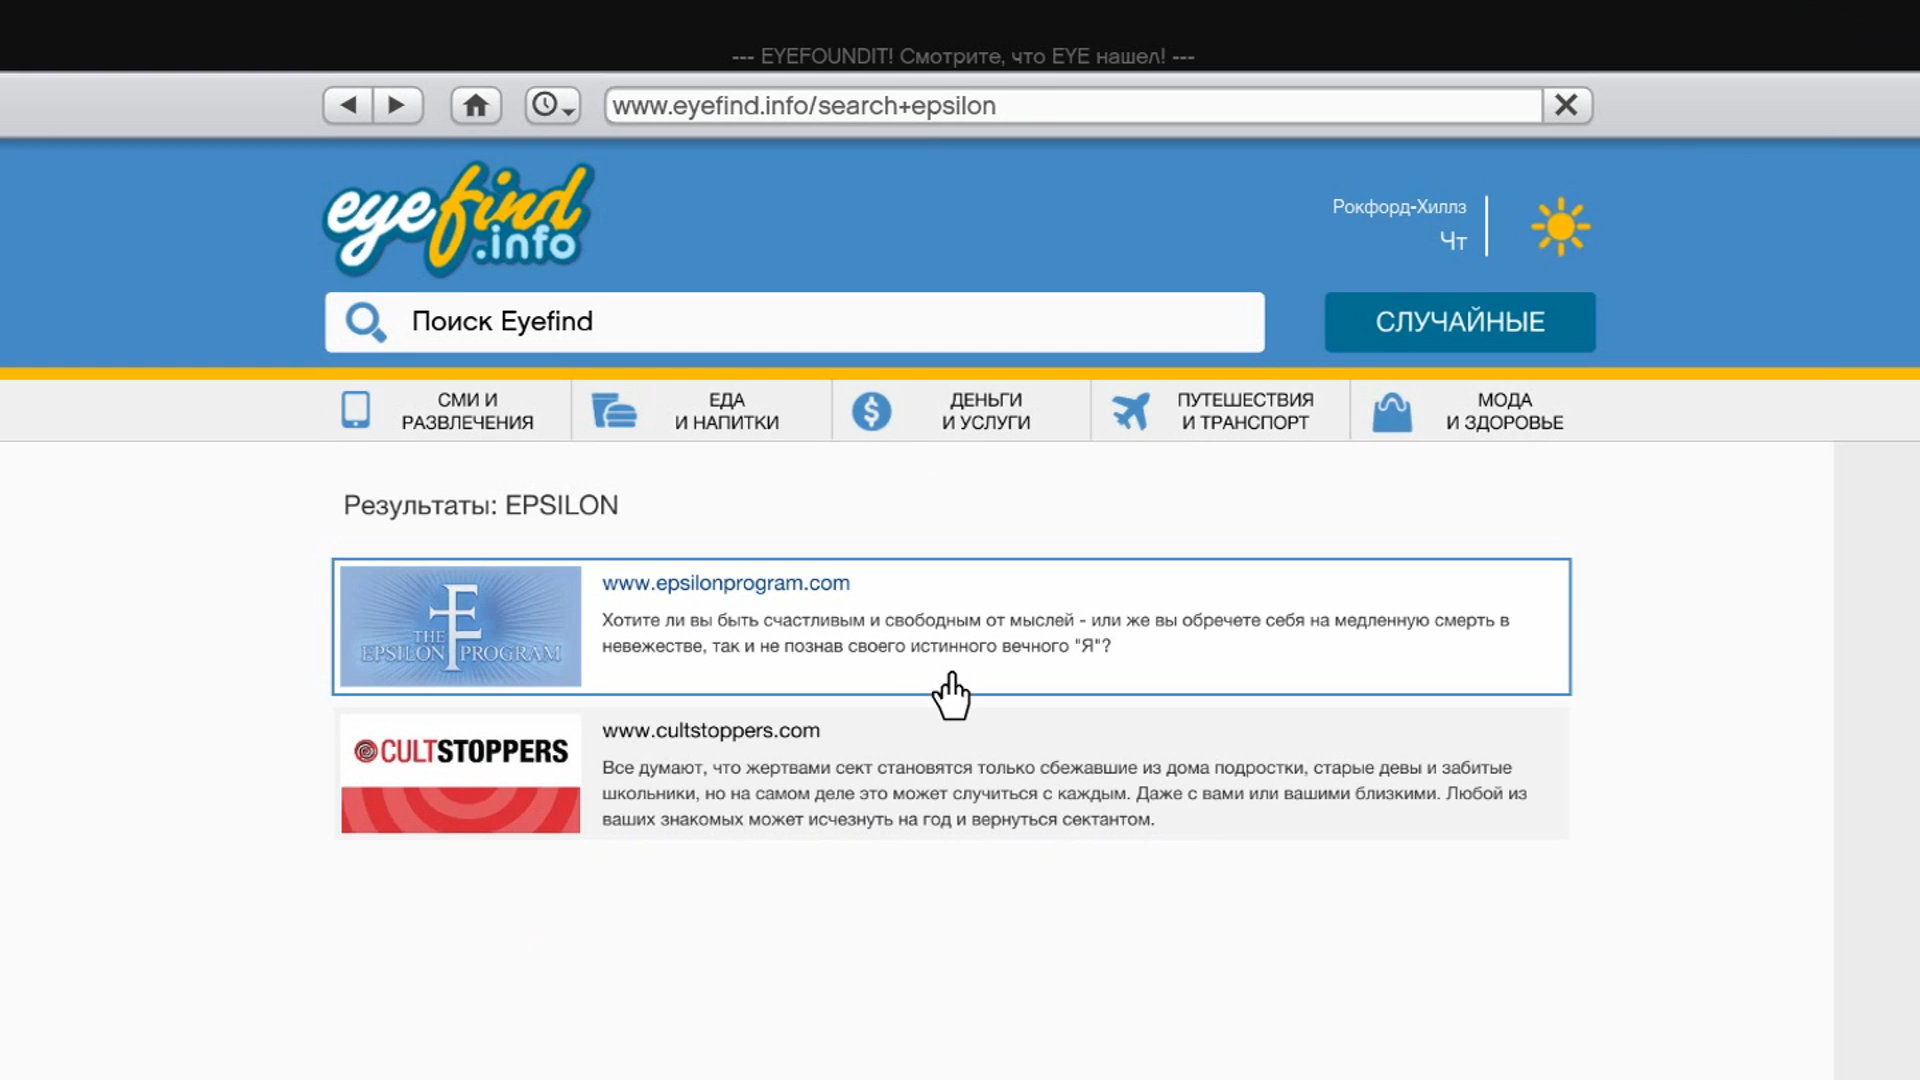 --- EYEFOUNDIT! Смотрите, что EYE нашел! ---
www.eyefind.info/search+epsilon
eyefind
.info
Рокфорд-Хиллз
Чт
Поиск Eyefind
СЛУЧАЙНЫЕ
СМИ И
РАЗВЛЕЧЕНИЯ
ЕДА
И НАПИТКИ
ДЕНЬГИ
И УСЛУГИ
ПУТЕШЕСТВИЯ
И ТРАНСПОРТ
МОДА
И ЗДОРОВЬЕ
Результаты: EPSILON
THE
EPSILON PROGRAM
www.epsilonprogram.com
Хотите ли вы быть счастливым и свободным от мыслей - или же вы обречете себя на медленную смерть в
невежестве, так и не познав своего истинного вечного "Я"?
CULTSTOPPERS
www.cultstoppers.com
Все думают, что жертвами сект становятся только сбежавшие из дома подростки, старые девы и забитые
школьники, но на самом деле это может случиться с каждым. Даже с вами или вашими близкими. Любой из
ваших знакомых может исчезнуть на год и вернуться сектантом.